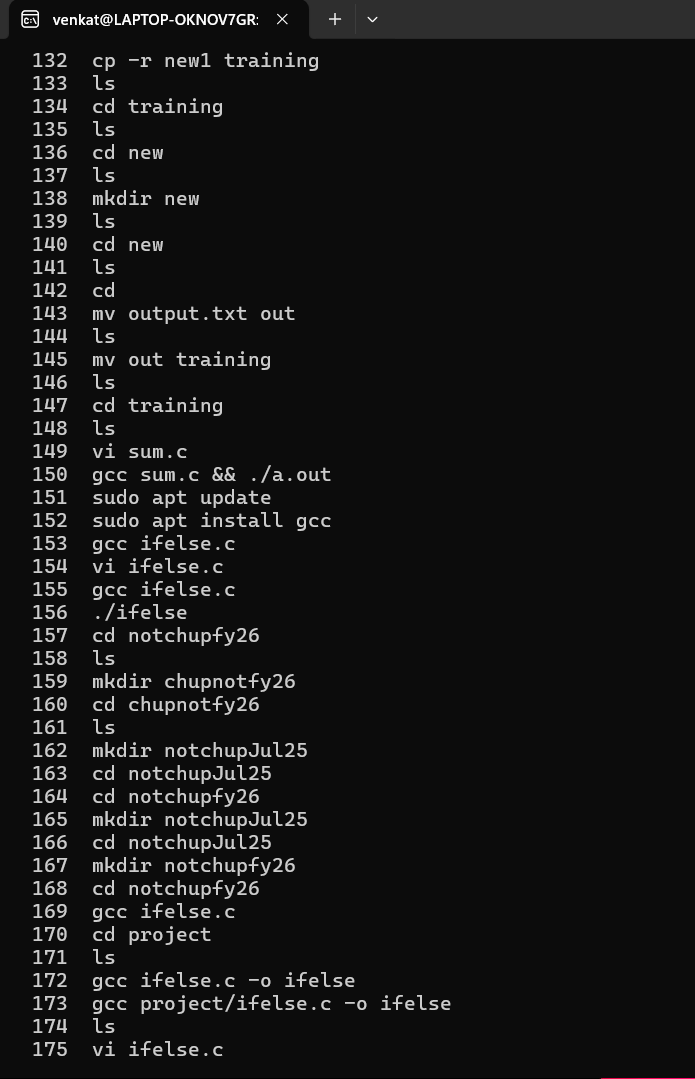 venkat@LAPTOP-OKNOV7GR:
132 cp -r new1 training
133 ls
134 cd training
135 ls
136 cd new
137 ls
138 mkdir new
139 ls
140 cd new
141 ls
142 cd
143 mv output.txt out
144 ls
145 mv out training
146 ls
147 cd training
148 ls
149 vi sum.c
150 gcc sum.c && ./a.out
151 sudo apt update
152 sudo apt install gcc
153 gcc ifelse.c
154 vi ifelse.c
155 gcc ifelse.c
156 ./ifelse
157 cd notchupfy26
158 ls
159 mkdir chupnotfy26
160 cd chupnotfy26
161 ls
162 mkdir notchupJul25
163 cd notchupJul25
164 cd notchupfy26
165 mkdir notchupJul25
166 cd notchupJul25
167 mkdir notchupfy26
168 cd notchupfy26
169 gcc ifelse.c
170 cd project
171 ls
172 gcc ifelse.c -o ifelse
173 gcc project/ifelse.c -o ifelse
174 ls
175 vi ifelse.c